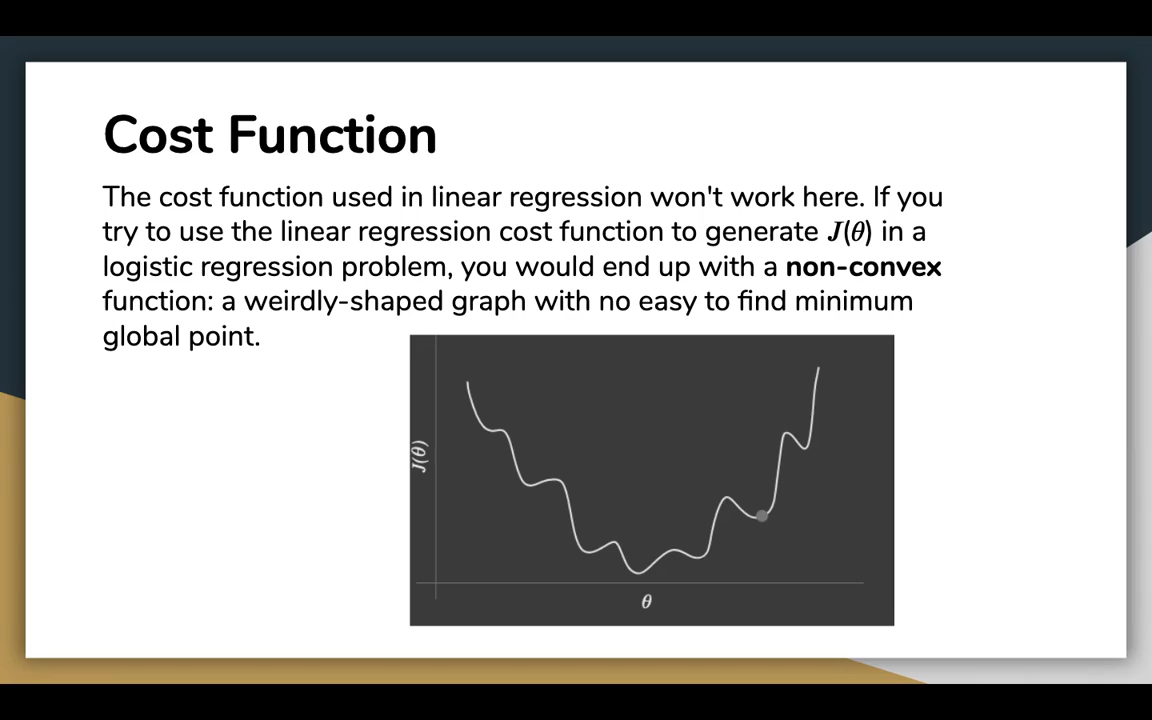 Cost Function
The cost function used in linear regression won't work here. If you
try to use the linear regression cost function to generate J(θ) in a
logistic regression problem, you would end up with a non-convex
function: a weirdly-shaped graph with no easy to find minimum
global point.
J(θ)
θ